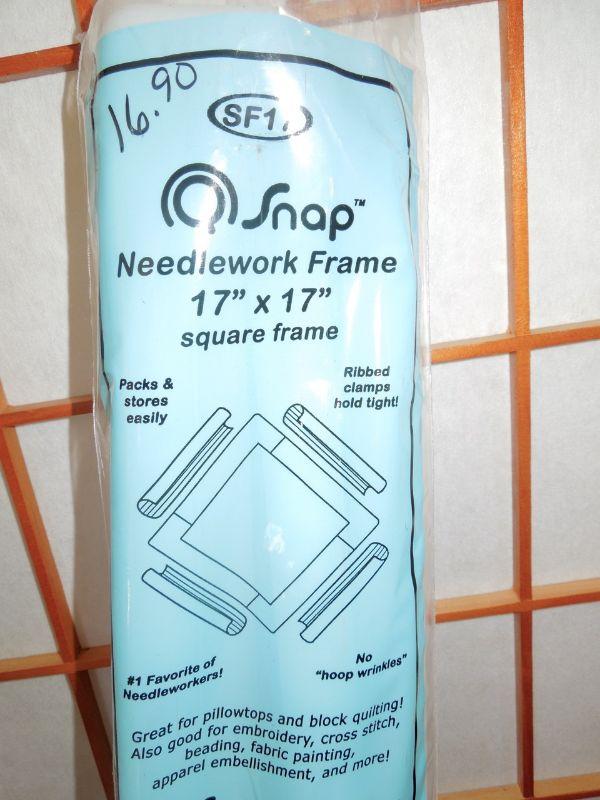 16.90
SF17
Q Snap™
Needlework Frame
17" x 17"
square frame
Packs &
stores
easily
Ribbed
clamps
hold tight!
#1 Favorite of
Needleworkers!
No
"hoop wrinkles"
Great for pillowtops and block quilting!
Also good for embroidery, cross stitch,
beading, fabric painting,
apparel embellishment, and more!